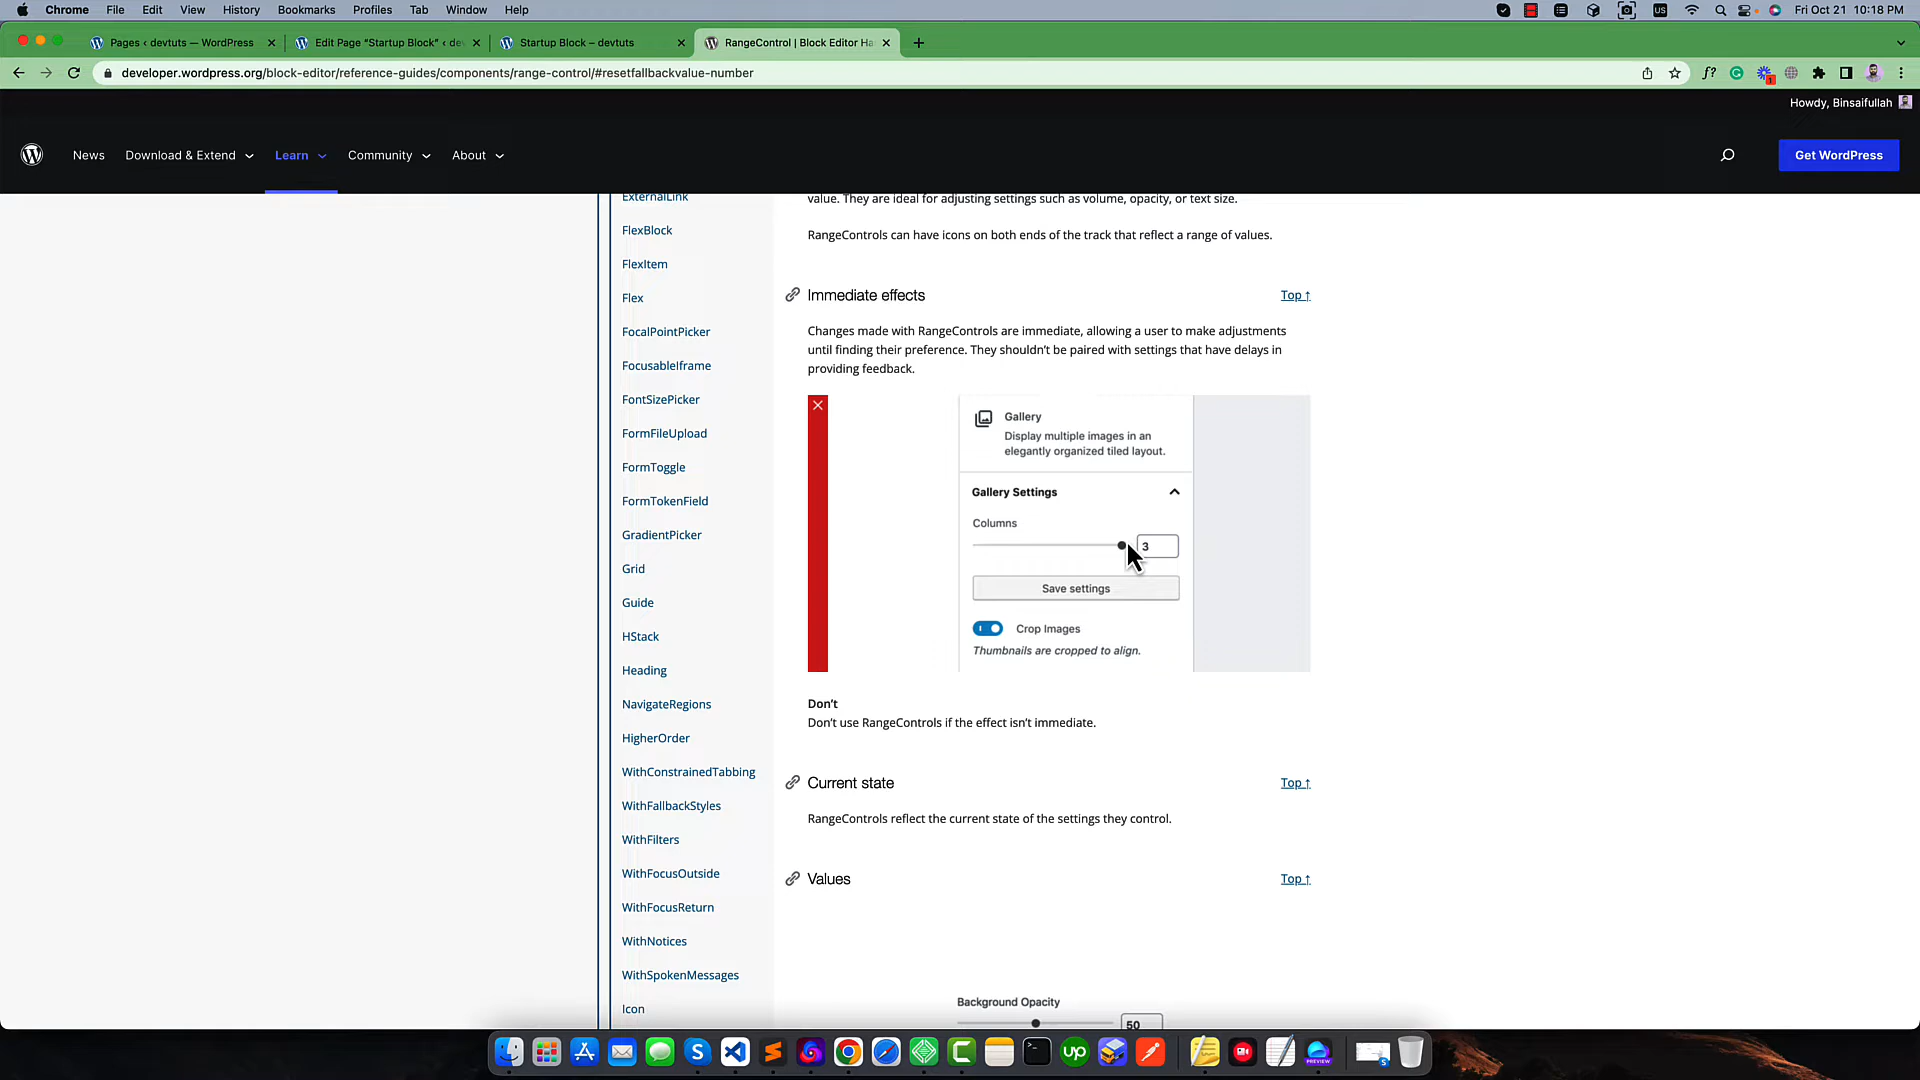 Chrome File Edit View History Bookmarks Profiles Tab Window Help
US
Fri Oct 21 10:18 PM
Pages ‹ devtuts — WordPress
Edit Page “Startup Block” ‹ dev
Startup Block – devtuts
RangeControl | Block Editor Ha
developer.wordpress.org/block-editor/reference-guides/components/range-control/#resetfallbackvalue-number
f?
1
Howdy, Binsaifullah
News Download & Extend Learn Community About
Get WordPress
ExternalLink
FlexBlock
FlexItem
Flex
FocalPointPicker
FocusableIframe
FontSizePicker
FormFileUpload
FormToggle
FormTokenField
GradientPicker
Grid
Guide
HStack
Heading
NavigateRegions
HigherOrder
WithConstrainedTabbing
WithFallbackStyles
WithFilters
WithFocusOutside
WithFocusReturn
WithNotices
WithSpokenMessages
Icon
value. They are ideal for adjusting settings such as volume, opacity, or text size.
RangeControls can have icons on both ends of the track that reflect a range of values.
Immediate effects
Top ↑
Changes made with RangeControls are immediate, allowing a user to make adjustments
until finding their preference. They shouldn’t be paired with settings that have delays in
providing feedback.
Gallery
Display multiple images in an
elegantly organized tiled layout.
Gallery Settings
Columns
3
Save settings
Crop Images
Thumbnails are cropped to align.
Don’t
Don’t use RangeControls if the effect isn’t immediate.
Current state
Top ↑
RangeControls reflect the current state of the settings they control.
Values
Top ↑
Background Opacity
50
up
PREVIEW